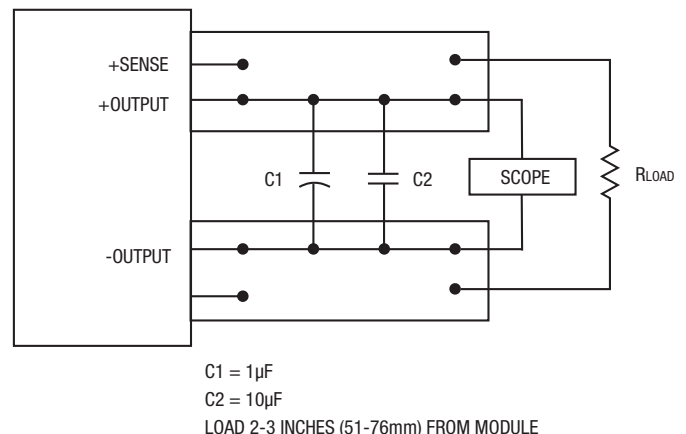 +SENSE
+OUTPUT
C1
C2
SCOPE
RLOAD
-OUTPUT
C1 = 1µF
C2 = 10µF
LOAD 2-3 INCHES (51-76mm) FROM MODULE